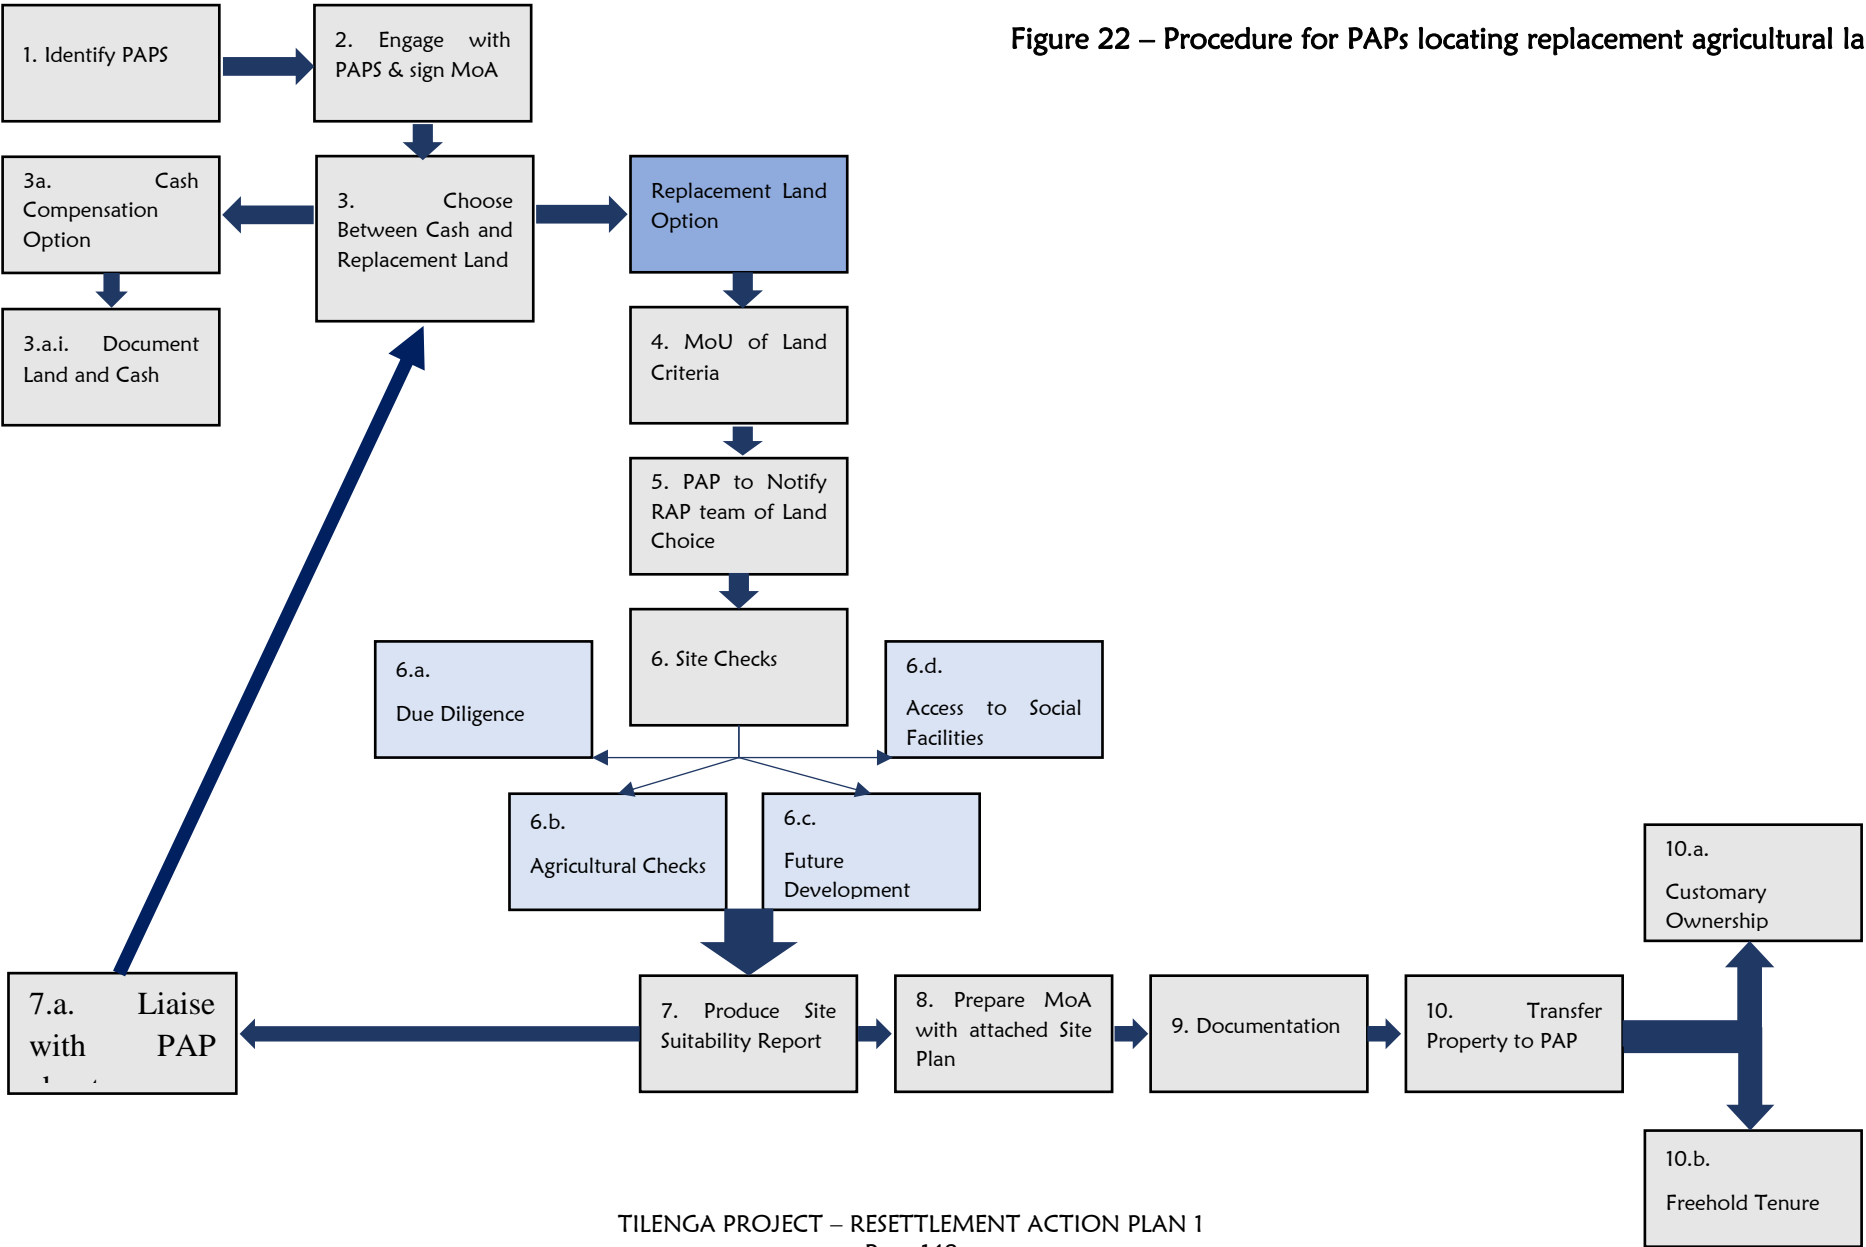 Figure 22 – Procedure for PAPs locating replacement agricultural
1. Identify PAPS
2. Engage with
PAPS & sign MoA
3a. Cash
Compensation
Option
3. Choose
Between Cash and
Replacement Land
Replacement Land
Option
3.a.i. Document
Land and Cash
4. MoU of Land
Criteria
5. PAP to Notify
RAP team of Land
Choice
6. Site Checks
6.a.
Due Diligence
6.d.
Access to Social
Facilities
6.b.
Agricultural Checks
6.c.
Future
Development
7.a. Liaise
with PAP
7. Produce Site
Suitability Report
8. Prepare MoA
with attached Site
Plan
9. Documentation
10. Transfer
Property to PAP
10.a.
Customary
Ownership
10.b.
Freehold Tenure
TILENGA PROJECT – RESETTLEMENT ACTION PLAN 1